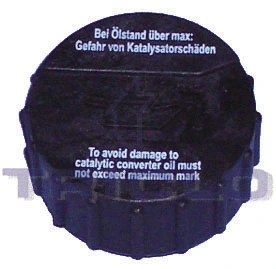 Bei Ölstand über max:
Gefahr von Katalysatorschäden
To avoid damage to
catalytic converter oil must
not exceed maximum mark